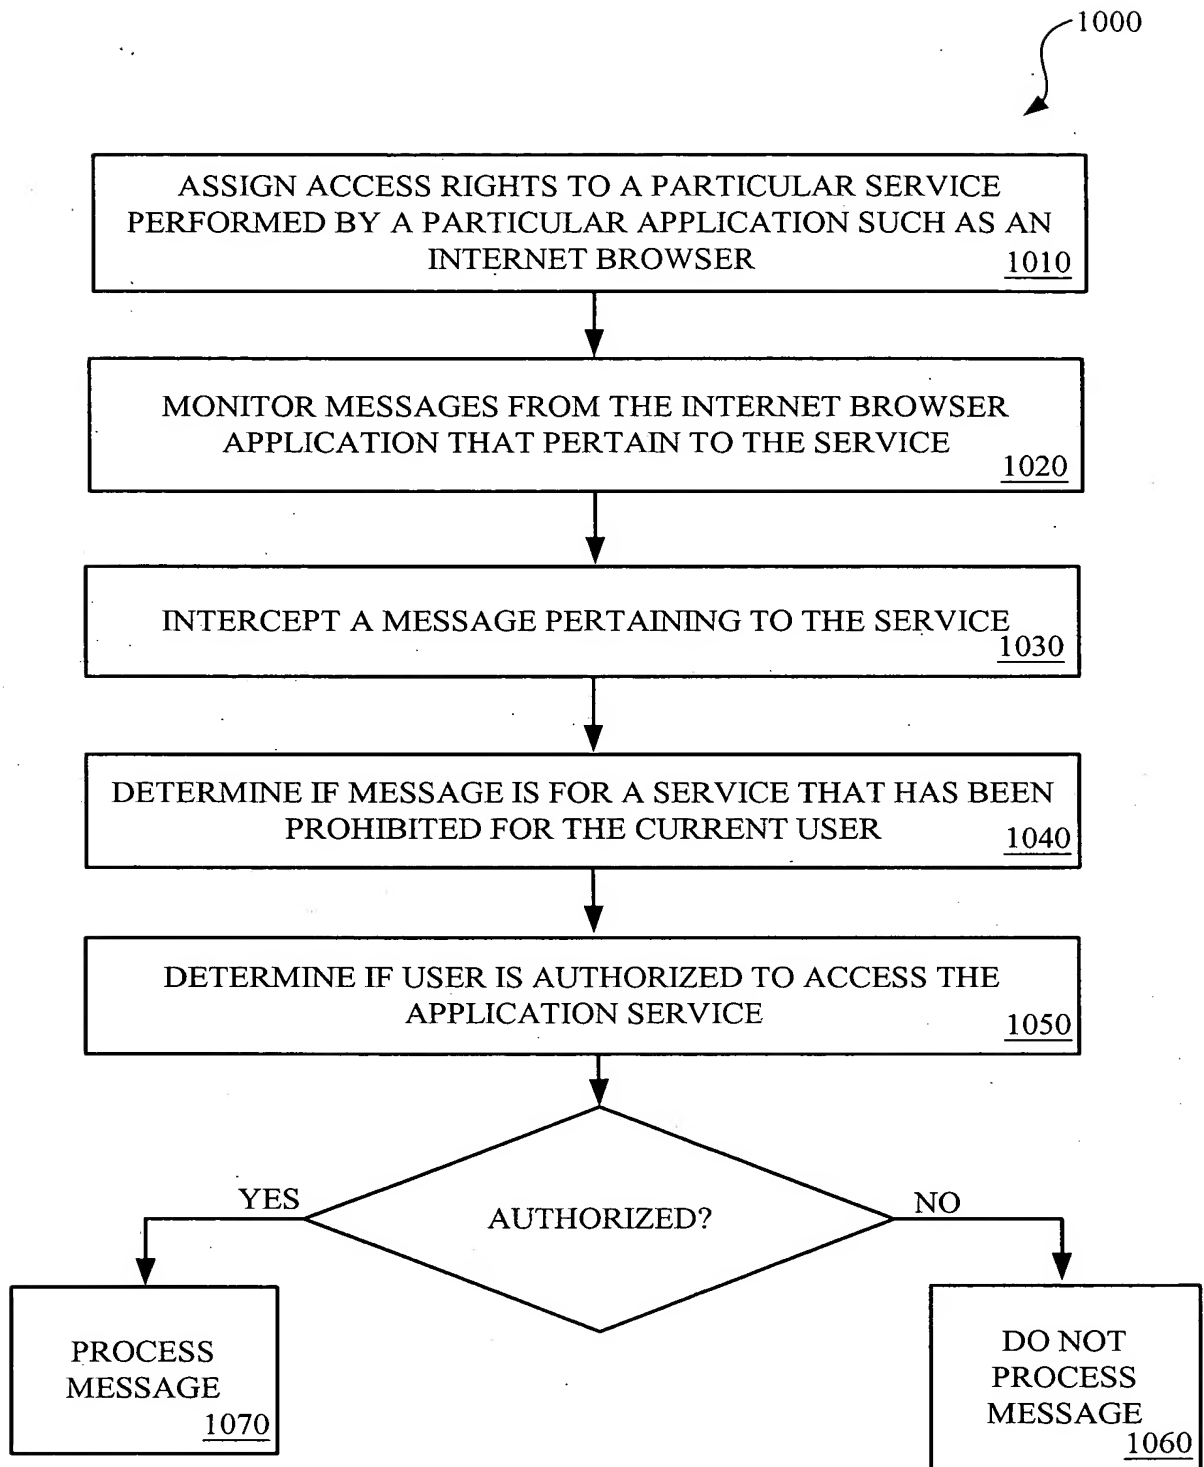 1000
ASSIGN ACCESS RIGHTS TO A PARTICULAR SERVICE
PERFORMED BY A PARTICULAR APPLICATION SUCH AS AN
INTERNET BROWSER
1010
MONITOR MESSAGES FROM THE INTERNET BROWSER
APPLICATION THAT PERTAIN TO THE SERVICE
1020
INTERCEPT A MESSAGE PERTAINING TO THE SERVICE
1030
DETERMINE IF MESSAGE IS FOR A SERVICE THAT HAS BEEN
PROHIBITED FOR THE CURRENT USER
1040
DETERMINE IF USER IS AUTHORIZED TO ACCESS THE
APPLICATION SERVICE
1050
YES
NO
AUTHORIZED?
PROCESS
MESSAGE
1070
DO NOT
PROCESS
MESSAGE
1060